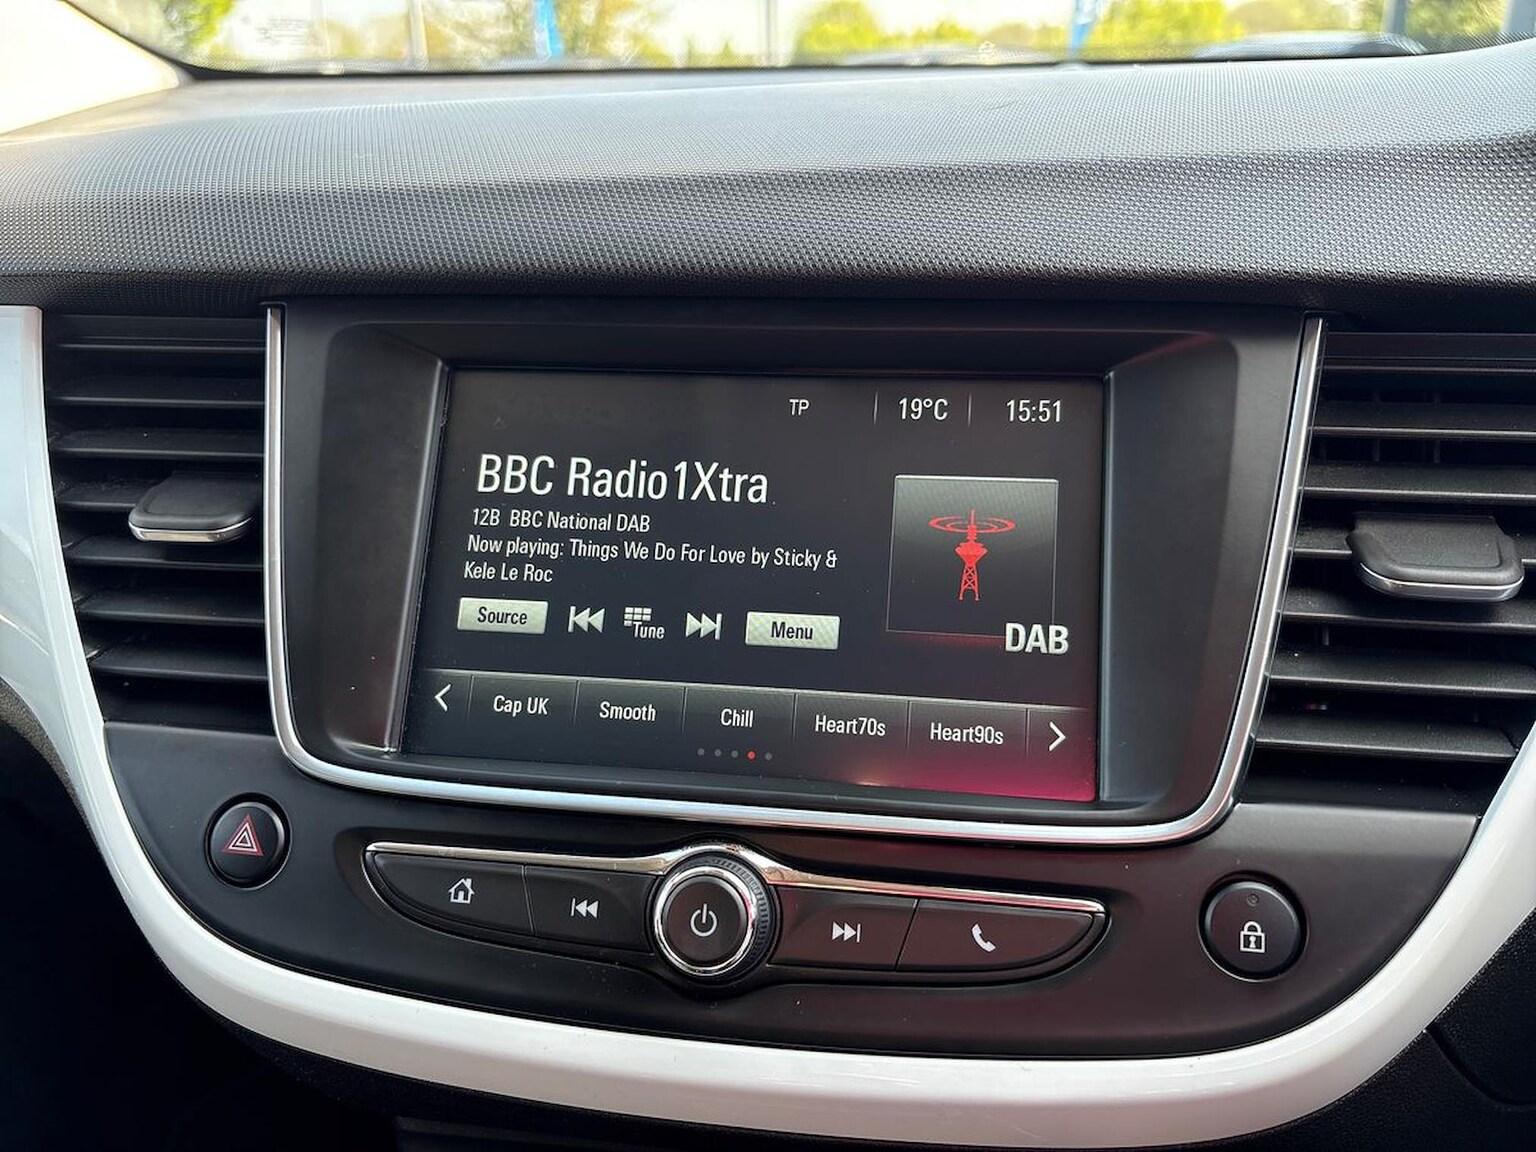 TP 19°C 15:51
BBC Radio1Xtra
12B BBC National DAB
Now playing: Things We Do For Love by Sticky &
Kele Le Roc
Source Tune Menu
DAB
Cap UK Smooth Chill Heart70s Heart90s